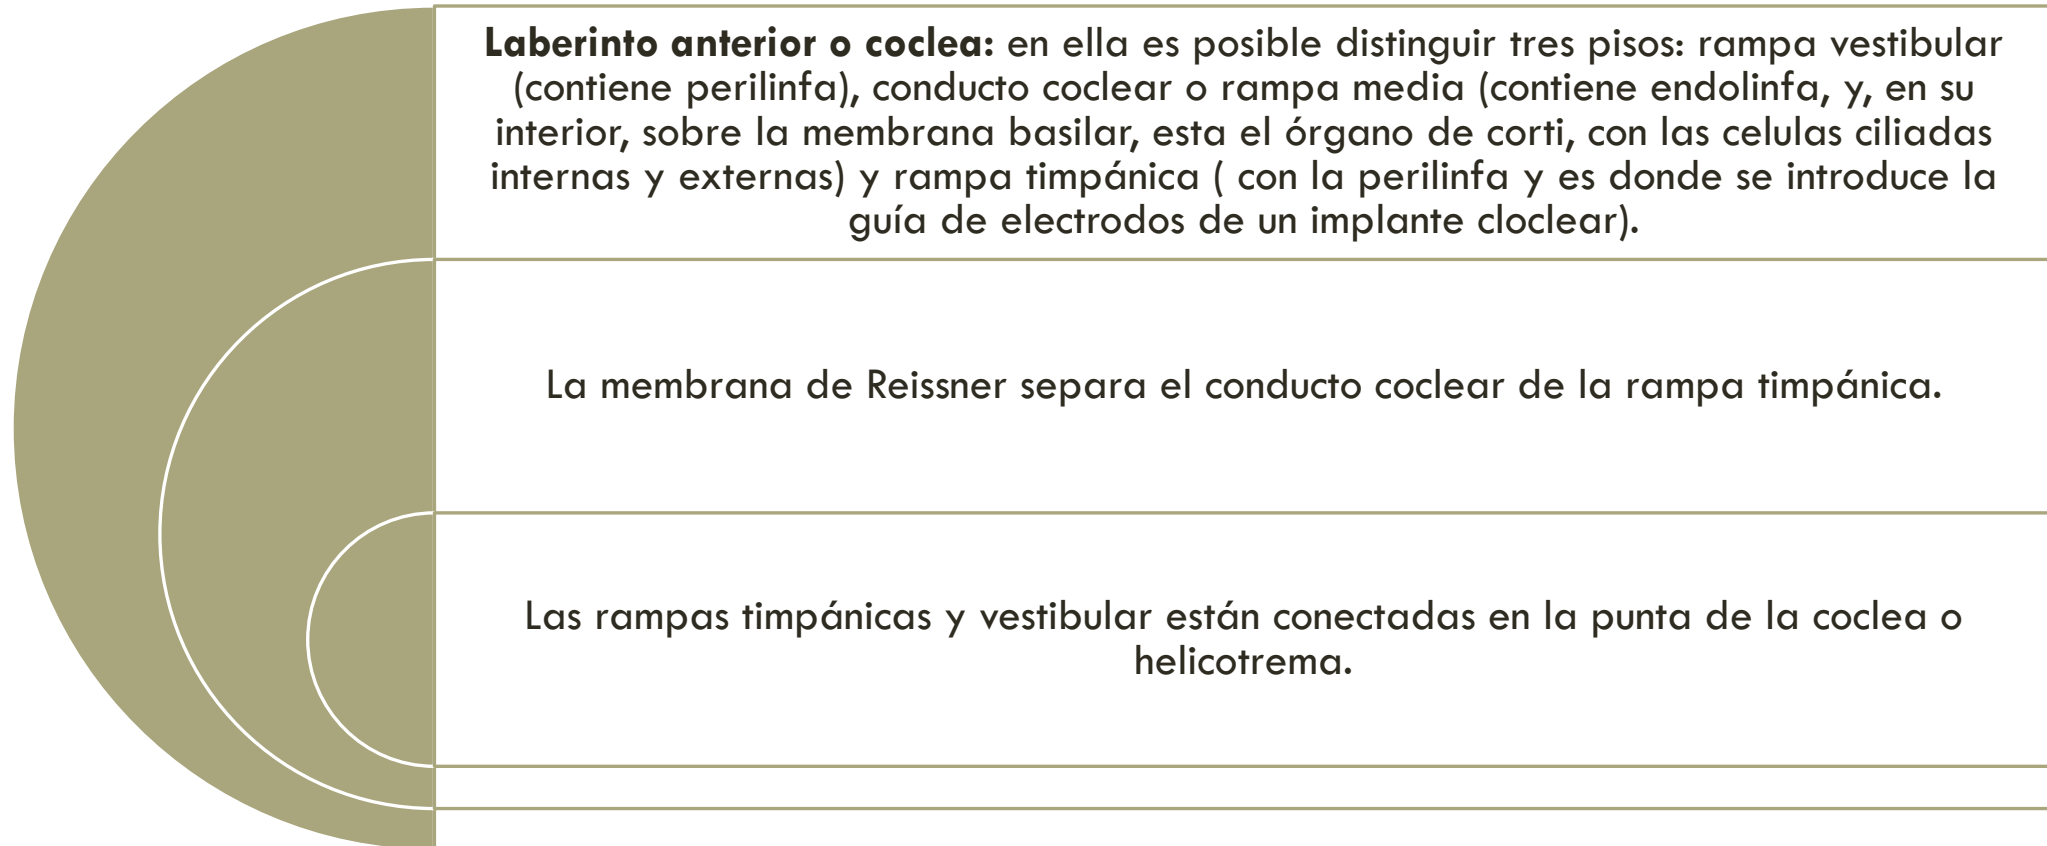 Laberinto anterior o coclea: en ella es posible distinguir tres pisos: rampa vestibular
(contiene perilinfa), conducto coclear o rampa media (contiene endolinfa, y, en su
interior, sobre la membrana basilar, esta el órgano de corti, con las celulas ciliadas
internas y externas) y rampa timpánica ( con la perilinfa y es donde se introduce la
guía de electrodos de un implante cloclear).
La membrana de Reissner separa el conducto coclear de la rampa timpánica.
Las rampas timpánicas y vestibular están conectadas en la punta de la coclea o
helicotrema.